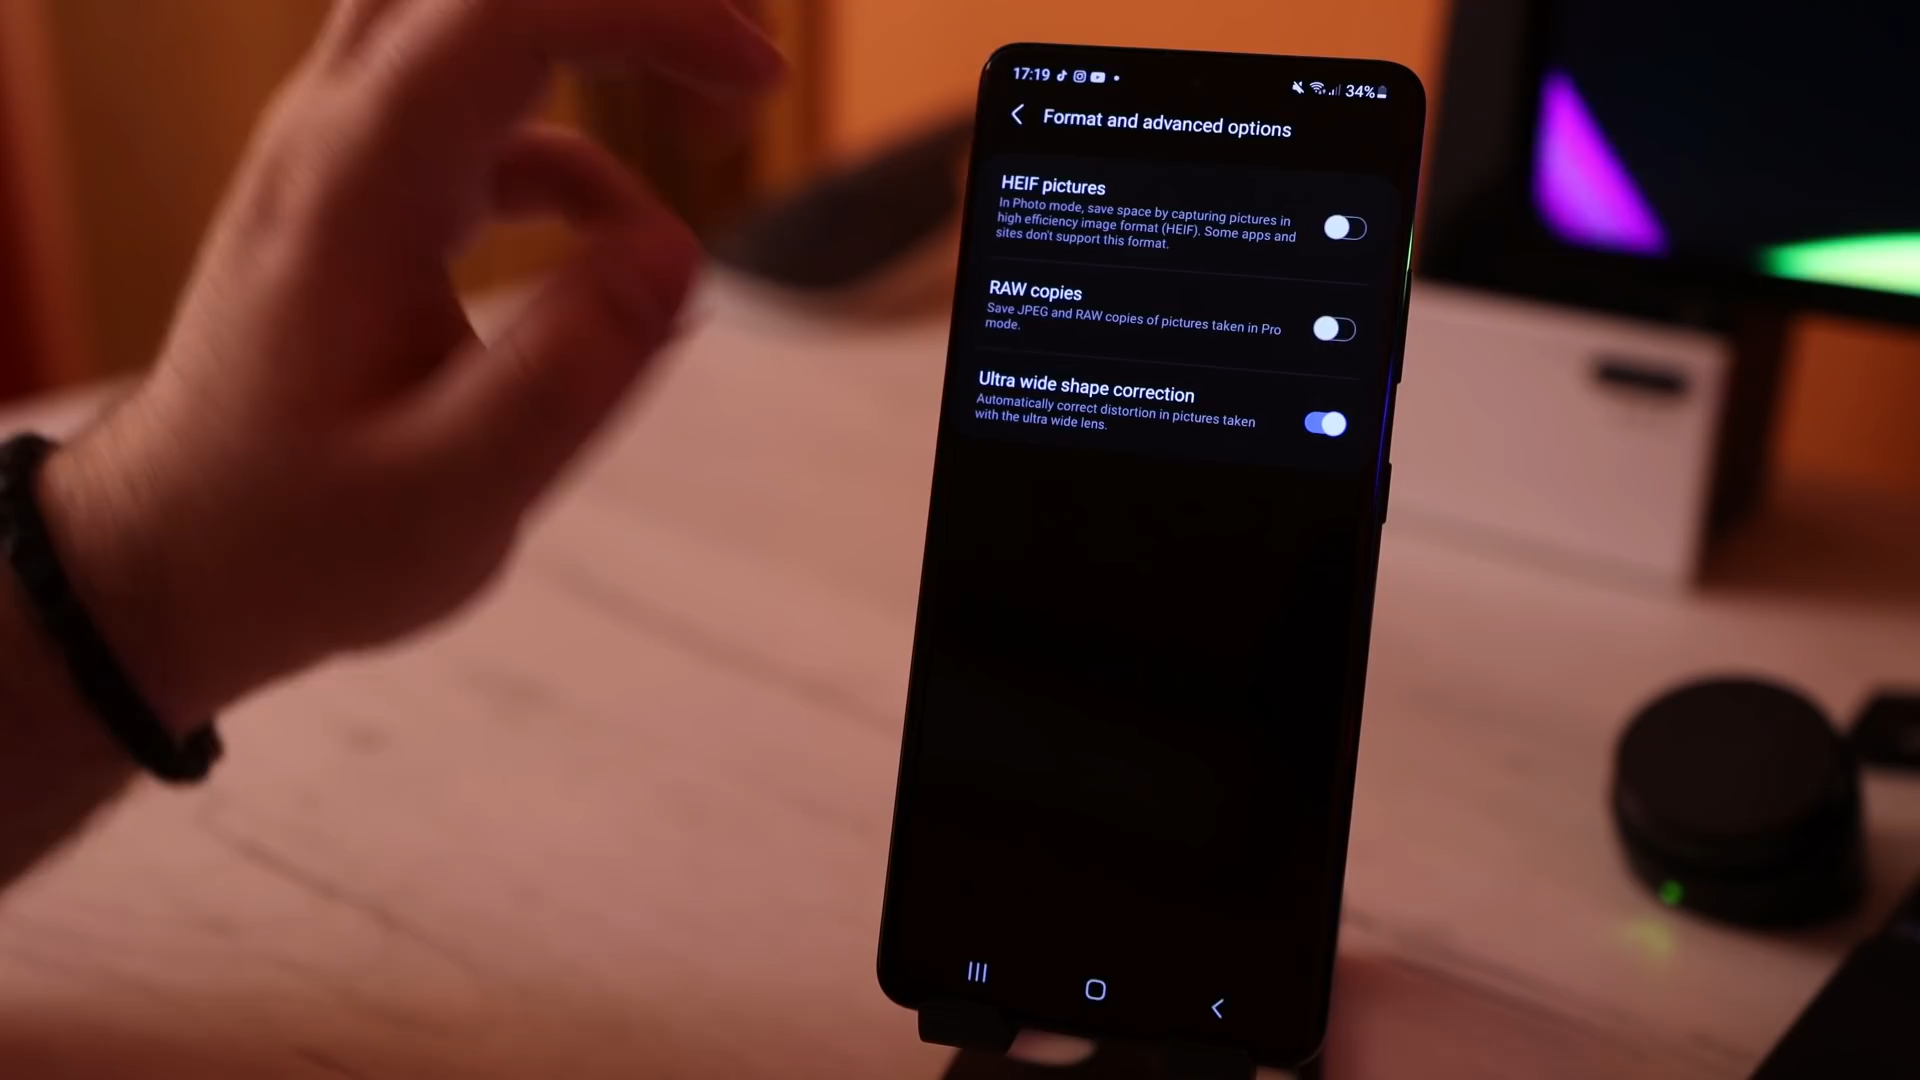 17:19
34%
Format and advanced options
HEIF pictures
In Photo mode, save space by capturing pictures in
high efficiency image format (HEIF). Some apps and
sites don't support this format.
RAW copies
Save JPEG and RAW copies of pictures taken in Pro
mode.
Ultra wide shape correction
Automatically correct distortion in pictures taken
with the ultra wide lens.